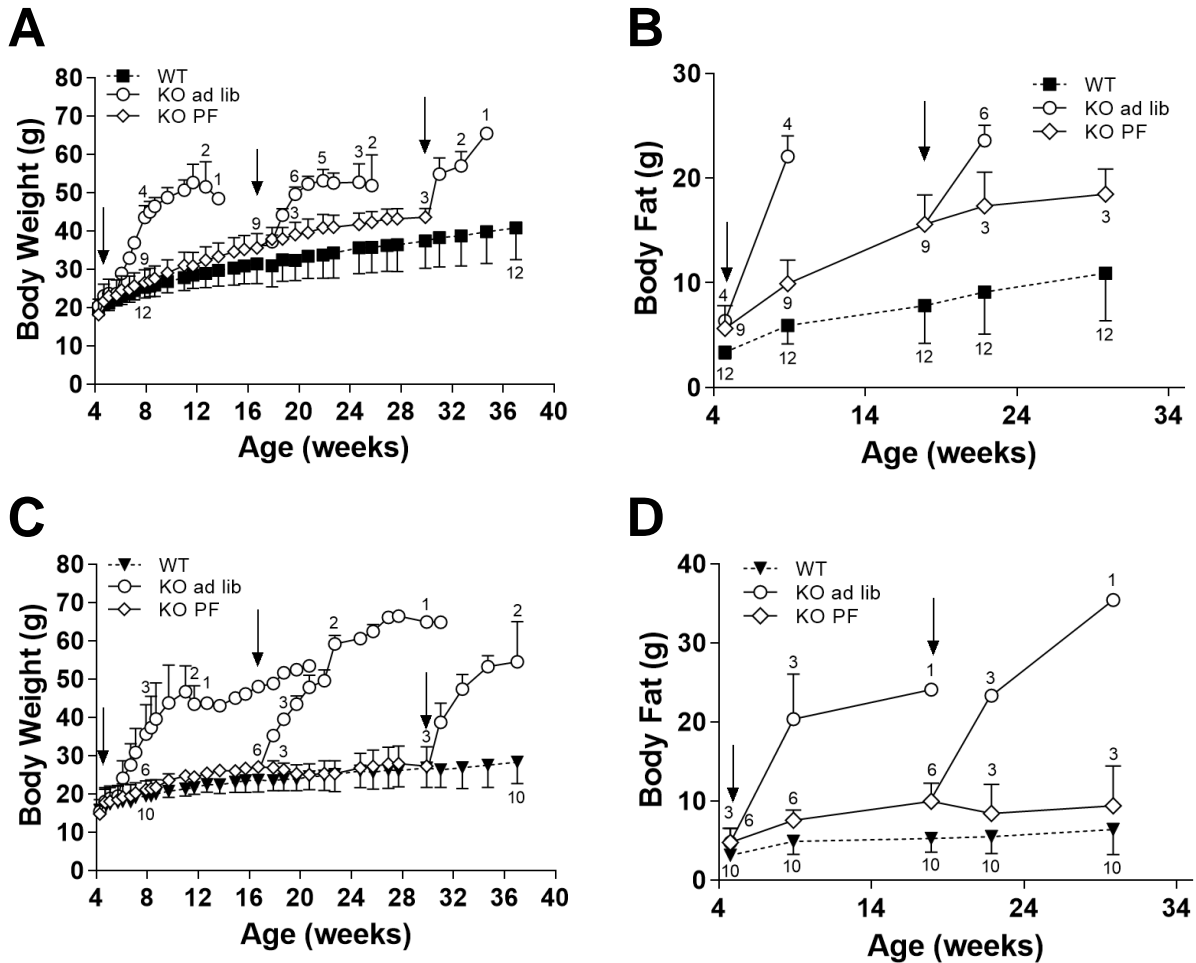 A
Body Weight (g)
80
70
60
50
40
30
20
10
0
WT
KO ad lib
KO PF
4
2
1
9
12
9
6
3
5
3
2
3
2
1
12
4 8 12 16 20 24 28 32 36 40
Age (weeks)
B
Body Fat (g)
30
20
10
0
WT
KO ad lib
KO PF
4
9
12
4
9
12
9
12
6
3
12
3
12
4 14 24 34
Age (weeks)
C
Body Weight (g)
80
70
60
50
40
30
20
10
0
WT
KO ad lib
KO PF
3
2
1
6
10
6
3
3
2
1
3
2
10
4 8 12 16 20 24 28 32 36 40
Age (weeks)
D
Body Fat (g)
40
30
20
10
0
WT
KO ad lib
KO PF
3
6
10
3
6
10
1
6
10
3
3
10
1
3
10
4 14 24 34
Age (weeks)